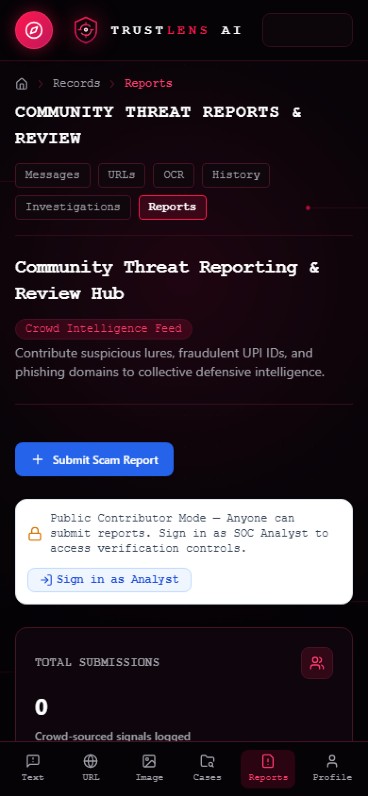 TRUSTLENS AI
Records
Reports
COMMUNITY THREAT REPORTS &
REVIEW
Messages
URLs
OCR
History
Investigations
Reports
Community Threat Reporting &
Review Hub
Crowd Intelligence Feed
Contribute suspicious lures, fraudulent UPI IDs, and
phishing domains to collective defensive intelligence.
Submit Scam Report
Public Contributor Mode — Anyone can
submit reports. Sign in as SOC Analyst to
access verification controls.
Sign in as Analyst
TOTAL SUBMISSIONS
0
Crowd-sourced signals logged
Text
URL
Image
Cases
Reports
Profile